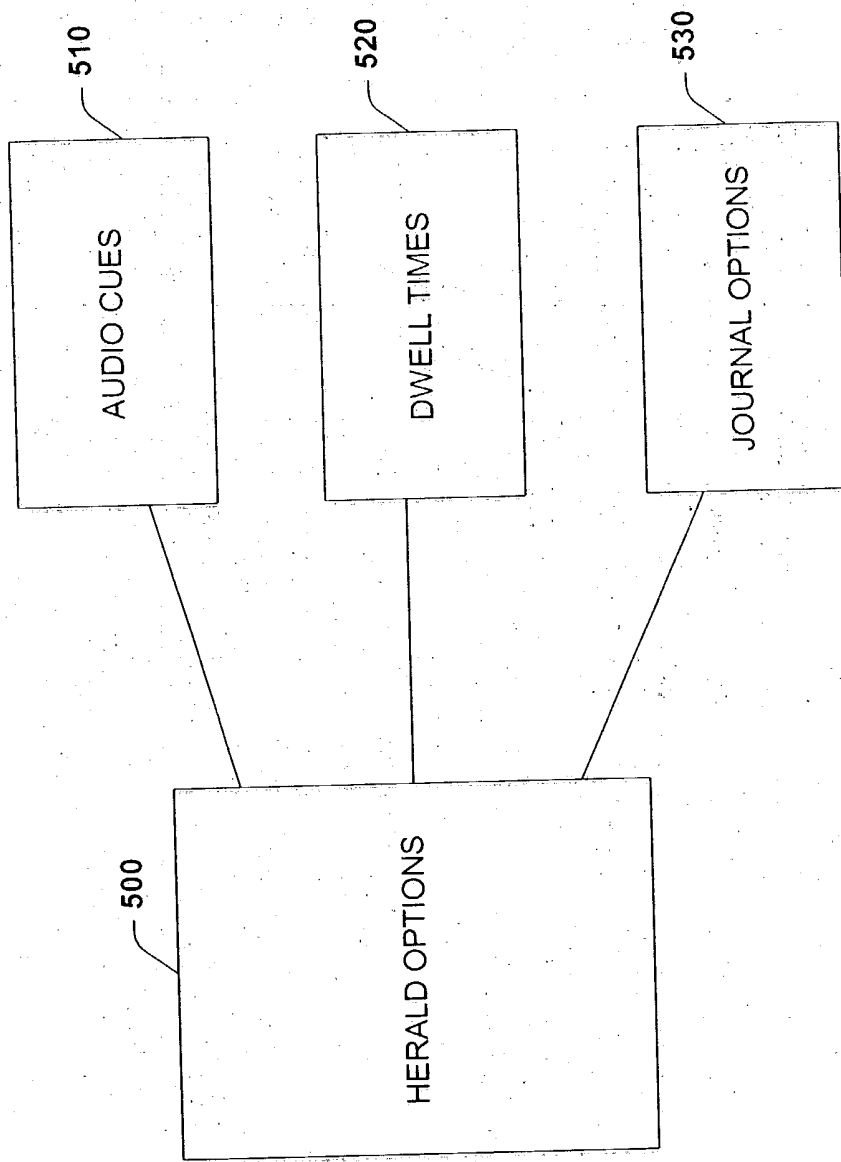 500
HERALD OPTIONS
510
AUDIO CUES
520
DWELL TIMES
530
JOURNAL OPTIONS